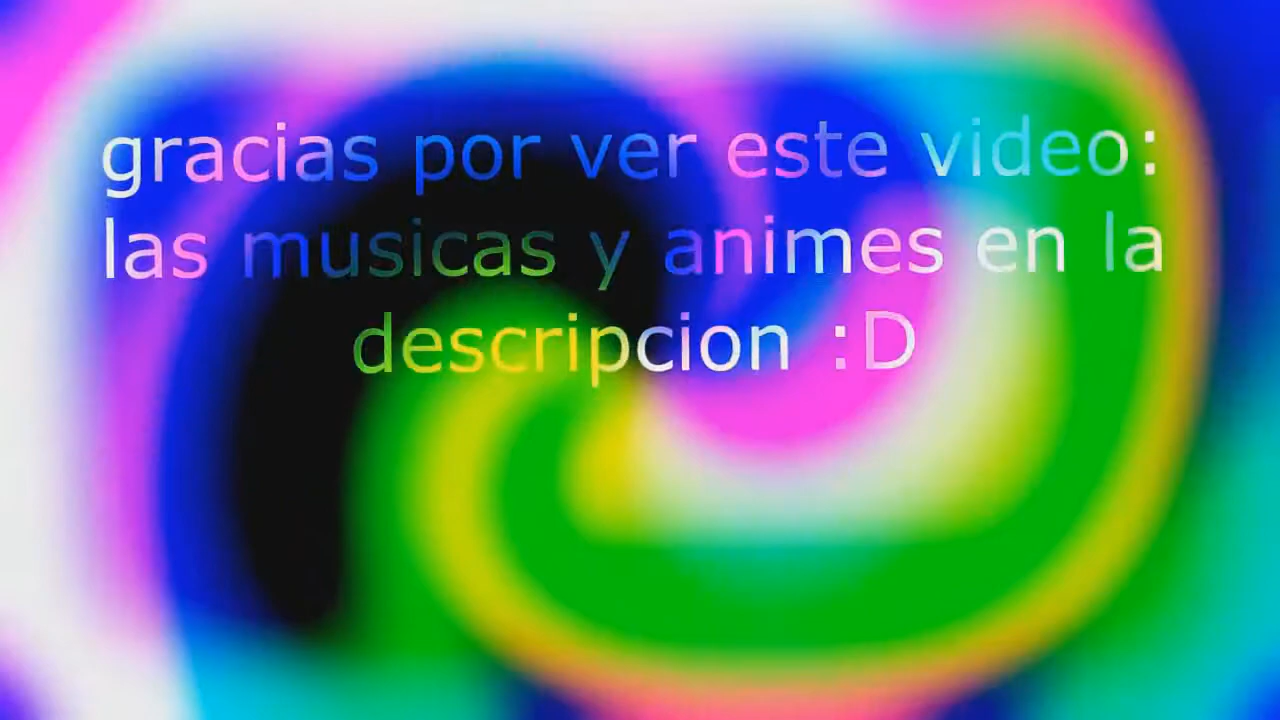 gracias por ver este video:
las musicas y animes en la
descripcion :D